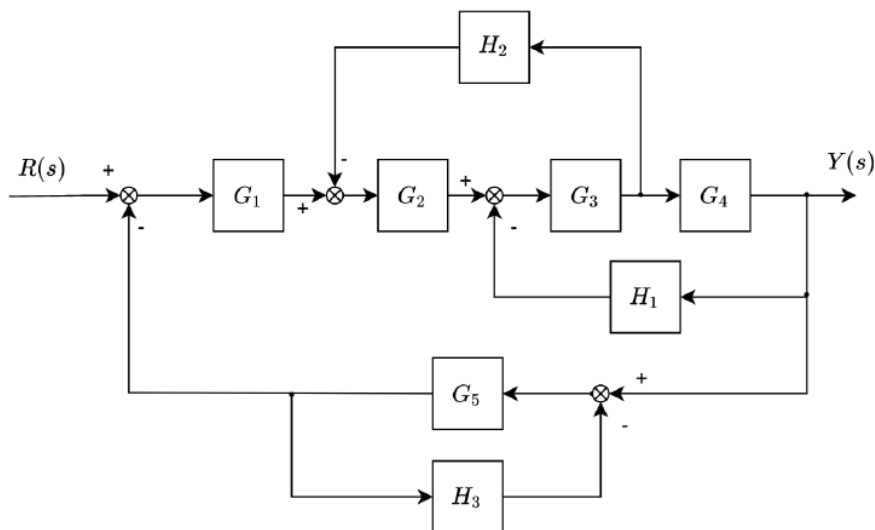 H₂
R(s) + - Y(s)
G₁ + G₂ + G₃ G₄
- -
H₁
G₅ +
-
H₃